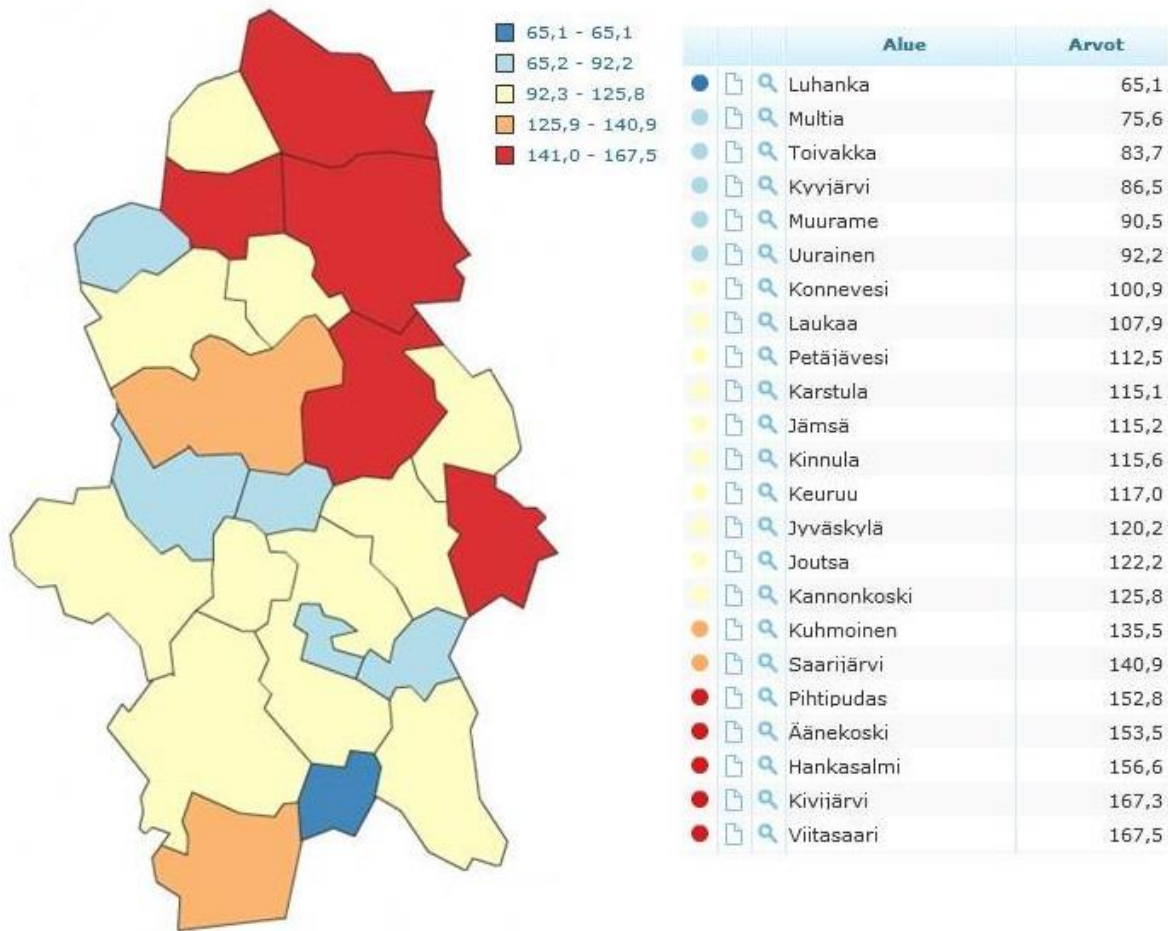 65,1 - 65,1
65,2 - 92,2
92,3 - 125,8
125,9 - 140,9
141,0 - 167,5
Alue Arvot
Luhanka 65,1
Multia 75,6
Toivakka 83,7
Kyyjärvi 86,5
Muurame 90,5
Uurainen 92,2
Konnevesi 100,9
Laukaa 107,9
Petäjävesi 112,5
Karstula 115,1
Jämsä 115,2
Kinnula 115,6
Keuruu 117,0
Jyväskylä 120,2
Joutsa 122,2
Kannonkoski 125,8
Kuhmoinen 135,5
Saarijärvi 140,9
Pihtipudas 152,8
Äänekoski 153,5
Hankasalmi 156,6
Kivijärvi 167,3
Viitasaari 167,5